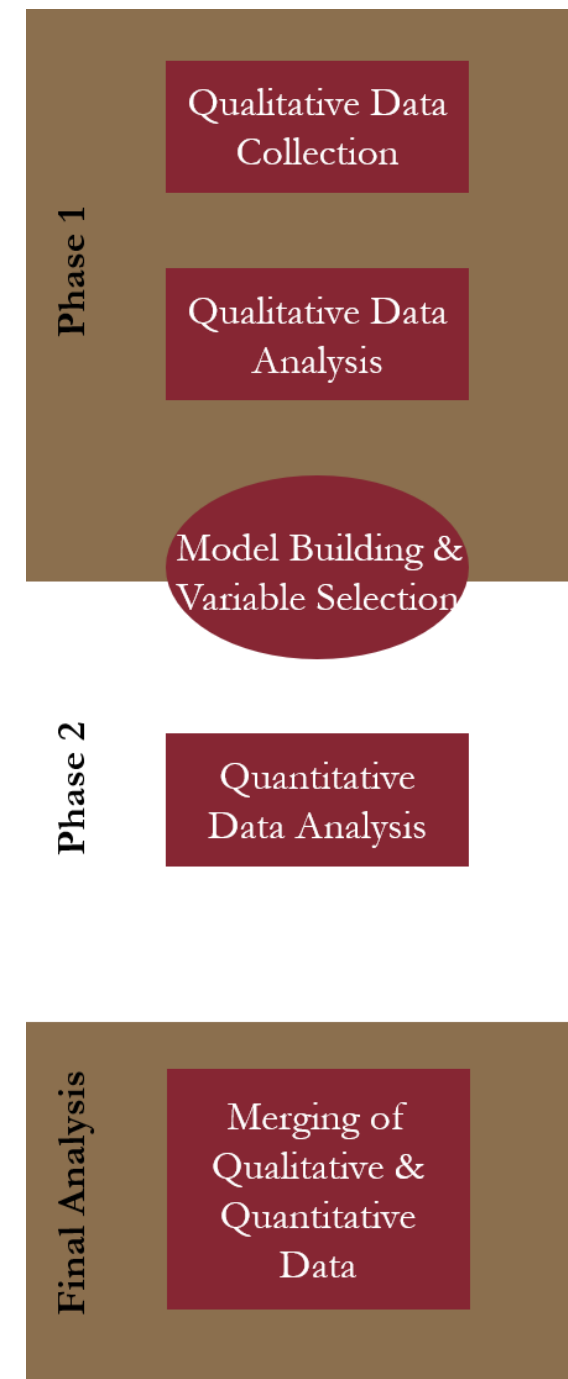 Phase 1
Qualitative Data
Collection
Qualitative Data
Analysis
Model Building &
Variable Selection
Phase 2
Quantitative
Data Analysis
Final Analysis
Merging of
Qualitative &
Quantitative
Data